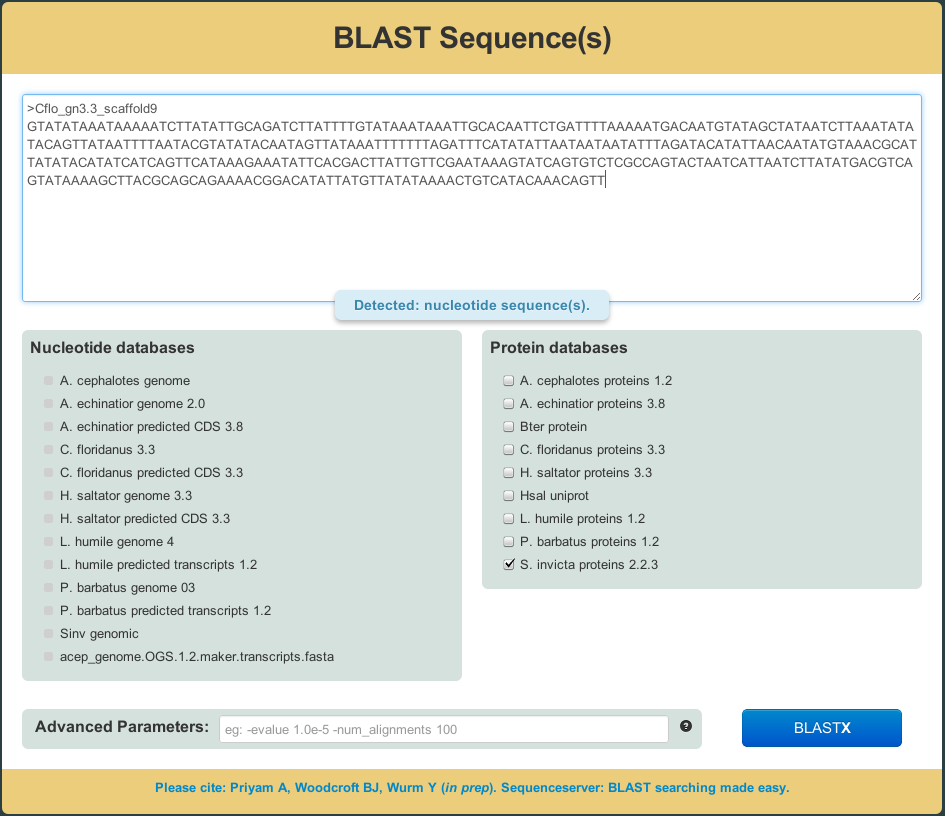 BLAST Sequence(s)
>Cflo_gn3.3_scaffold9
GTATATAAATAAAAATCTTATATTGCAGATCTTATTTTGTATAAATAAATTGCACAATTCTGATTTTAAAAATGACAATGTATAGCTATAATCTTAAATATA
TACAGTTATAATTTTAATACGTATATACAATAGTTATAAATTTTTTTAGATTTCATATATTAATAATAATATTTAGATACATATTAACAATATGTAAACGCAT
TATATACATATCATCAGTTCATAAAGAAATATTCACGACTTATTGTTCGAATAAAGTATCAGTGTCTCGCCAGTACTAATCATTAATCTTATATGACGTCA
GTATAAAAGCTTACGCAGCAGAAAACGGACATATTATGTTATATAAAACTGTCATACAAACAGTT
Detected: nucleotide sequence(s).
Nucleotide databases
A. cephalotes genome
A. echinatior genome 2.0
A. echinatior predicted CDS 3.8
C. floridanus 3.3
C. floridanus predicted CDS 3.3
H. saltator genome 3.3
H. saltator predicted CDS 3.3
L. humile genome 4
L. humile predicted transcripts 1.2
P. barbatus genome 03
P. barbatus predicted transcripts 1.2
Sinv genomic
acep_genome.OGS.1.2.maker.transcripts.fasta
Protein databases
A. cephalotes proteins 1.2
A. echinatior proteins 3.8
Bter protein
C. floridanus proteins 3.3
H. saltator proteins 3.3
Hsal uniprot
L. humile proteins 1.2
P. barbatus proteins 1.2
S. invicta proteins 2.2.3
Advanced Parameters: eg: -evalue 1.0e-5 -num_alignments 100 ?
BLASTX
Please cite: Priyam A, Woodcroft BJ, Wurm Y (in prep). Sequenceserver: BLAST searching made easy.